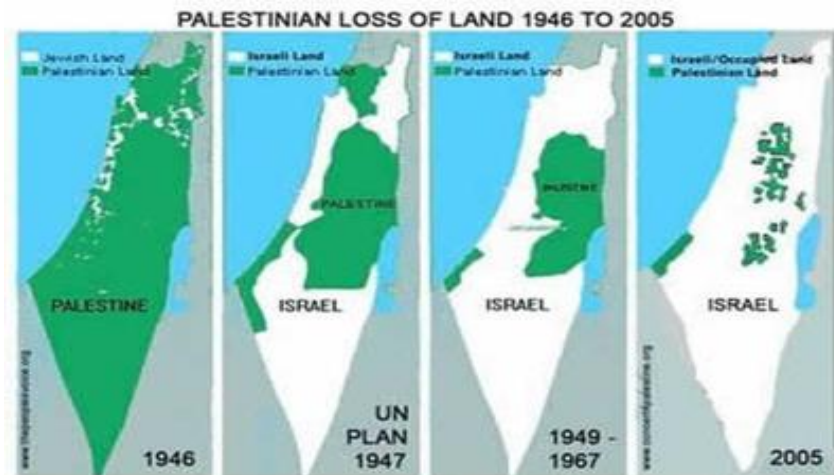 PALESTINIAN LOSS OF LAND 1946 TO 2005
Jewish Land
Palestinian Land
PALESTINE
1946
Israeli Land
Palestinian Land
PALESTINE
ISRAEL
UN
PLAN
1947
Israeli Land
Palestinian Land
PALESTINE
ISRAEL
1949 -
1967
Israeli/Occupied Land
Palestinian Land
ISRAEL
2005